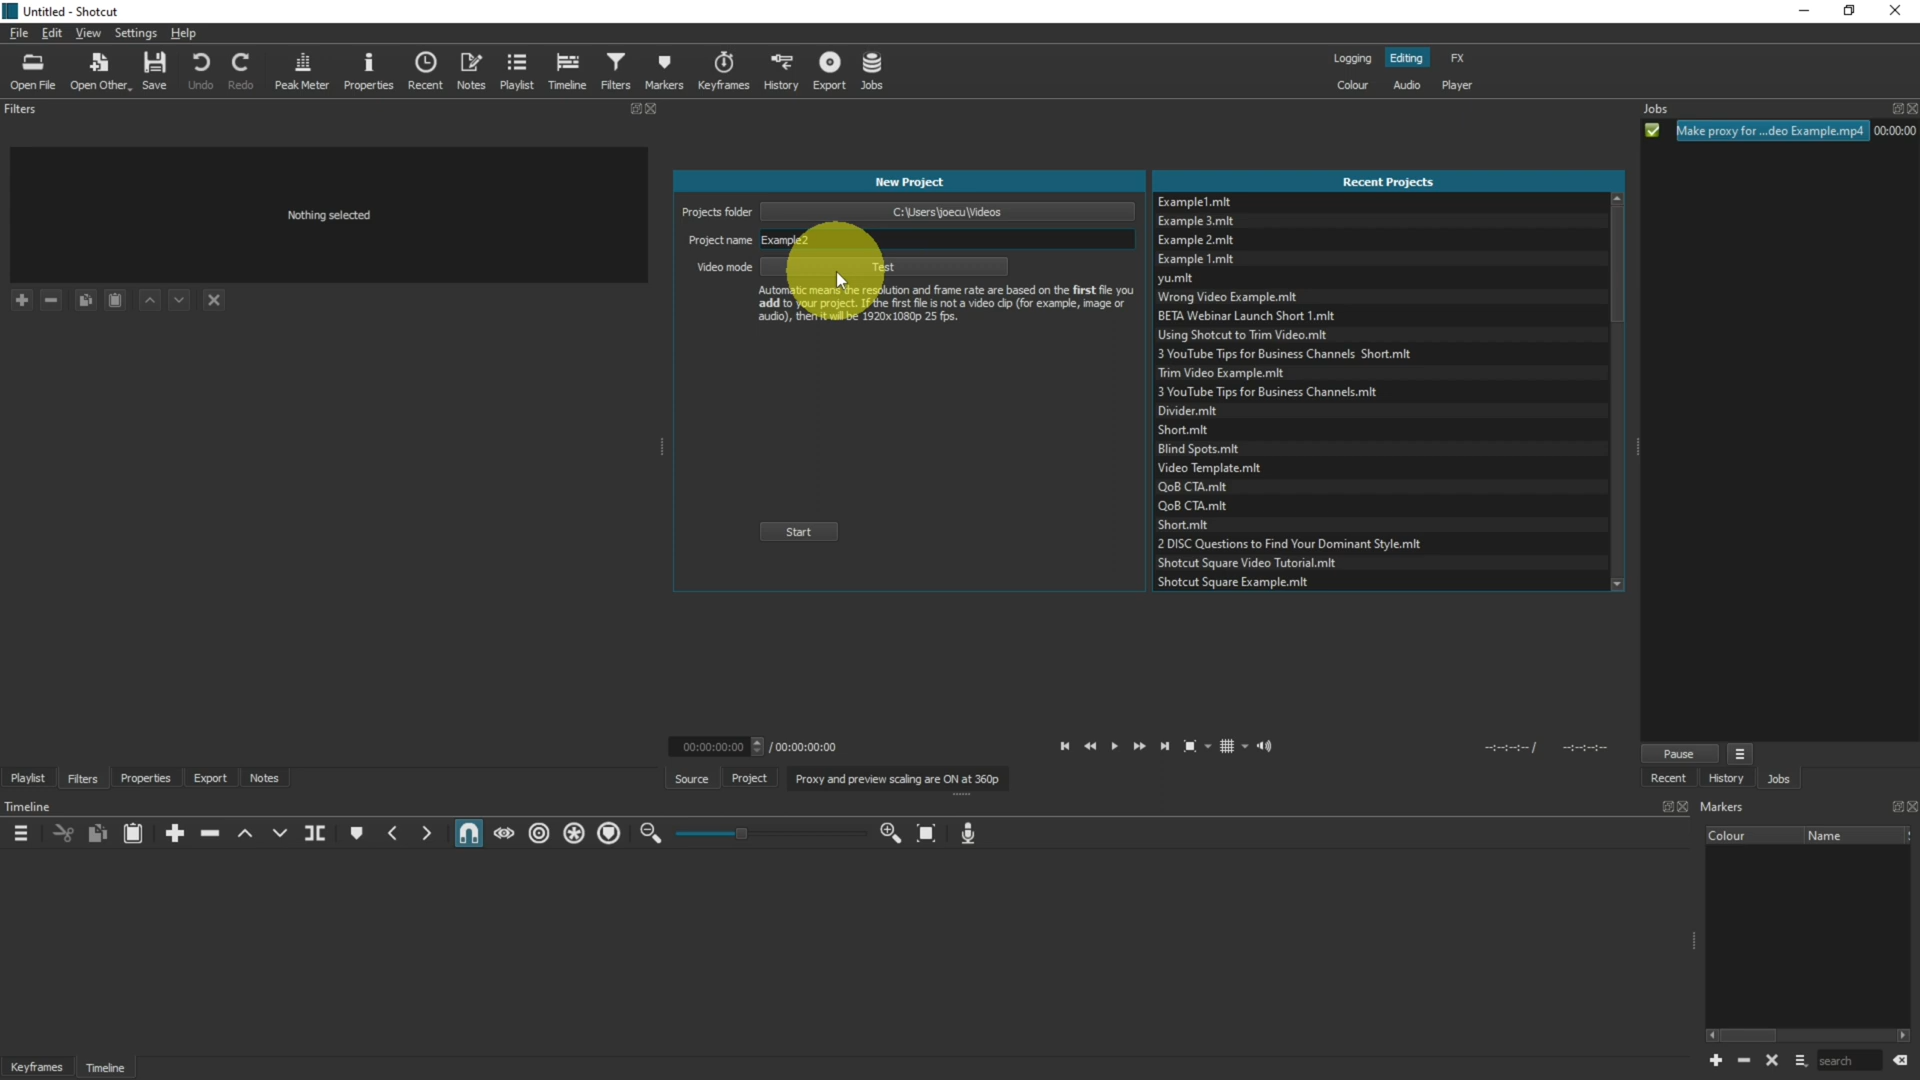 Untitled - Shotcut
File Edit View Settings Help
Open File Open Other.. Save Undo Redo Peak Meter Properties Recent Notes Playlist Timeline Filters Markers Keyframes History Export Jobs
Logging Editing FX
Colour Audio Player
Filters
Nothing selected
New Project
Projects folder C:\Users\joecu\Videos
Project name Example2
Video mode Test
Automatic means the resolution and frame rate are based on the first file you
add to your project. If the first file is not a video clip (for example, image or
audio), then it will be 1920x1080p 25 fps.
Start
Recent Projects
Example1.mlt
Example 3.mlt
Example 2.mlt
Example 1.mlt
yu.mlt
Wrong Video Example.mlt
BETA Webinar Launch Short 1.mlt
Using Shotcut to Trim Video.mlt
3 YouTube Tips for Business Channels Short.mlt
Trim Video Example.mlt
3 YouTube Tips for Business Channels.mlt
Divider.mlt
Short.mlt
Blind Spots.mlt
Video Template.mlt
QoB CTA.mlt
QoB CTA.mlt
Short.mlt
2 DISC Questions to Find Your Dominant Style.mlt
Shotcut Square Video Tutorial.mlt
Shotcut Square Example.mlt
Jobs
Make proxy for ...deo Example.mp4 00:00:00
00:00:00:00 / 00:00:00:00
--:--:--:-- / --:--:--:--
Pause
Playlist Filters Properties Export Notes
Source Project Proxy and preview scaling are ON at 360p
Recent History Jobs
Timeline
Markers
Colour Name
search
Keyframes Timeline